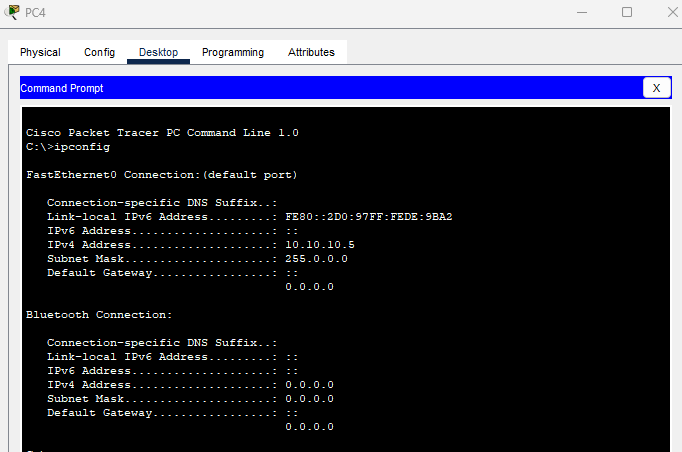 PC4
Physical Config Desktop Programming Attributes
Command Prompt X
Cisco Packet Tracer PC Command Line 1.0
C:\>ipconfig
FastEthernet0 Connection:(default port)
Connection-specific DNS Suffix..:
Link-local IPv6 Address.........: FE80::2D0:97FF:FEDE:9BA2
IPv6 Address....................: ::
IPv4 Address....................: 10.10.10.5
Subnet Mask.....................: 255.0.0.0
Default Gateway.................: ::
0.0.0.0
Bluetooth Connection:
Connection-specific DNS Suffix..:
Link-local IPv6 Address.........: ::
IPv6 Address....................: ::
IPv4 Address....................: 0.0.0.0
Subnet Mask.....................: 0.0.0.0
Default Gateway.................: ::
0.0.0.0